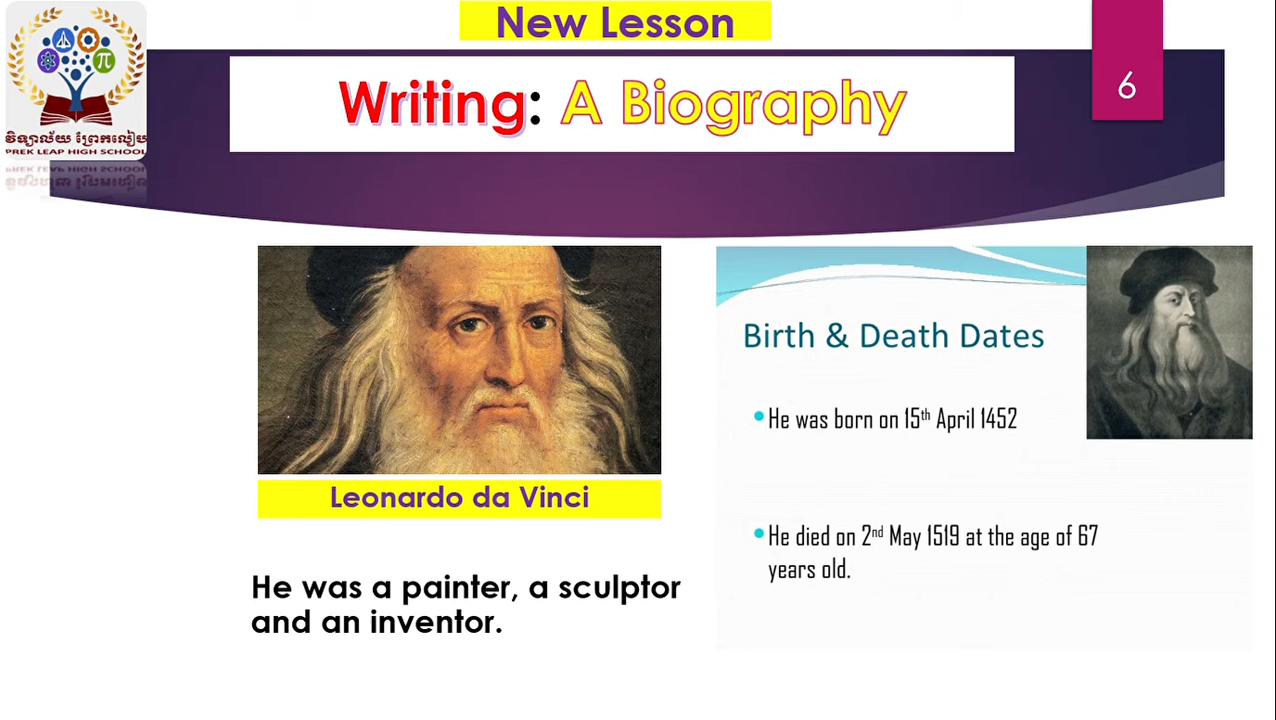 New Lesson
6
Writing: A Biography
វិទ្យាល័យ ព្រែកលៀប
PREK LEAP HIGH SCHOOL
Birth & Death Dates
He was born on 15th April 1452
He died on 2nd May 1519 at the age of 67
years old.
Leonardo da Vinci
He was a painter, a sculptor
and an inventor.